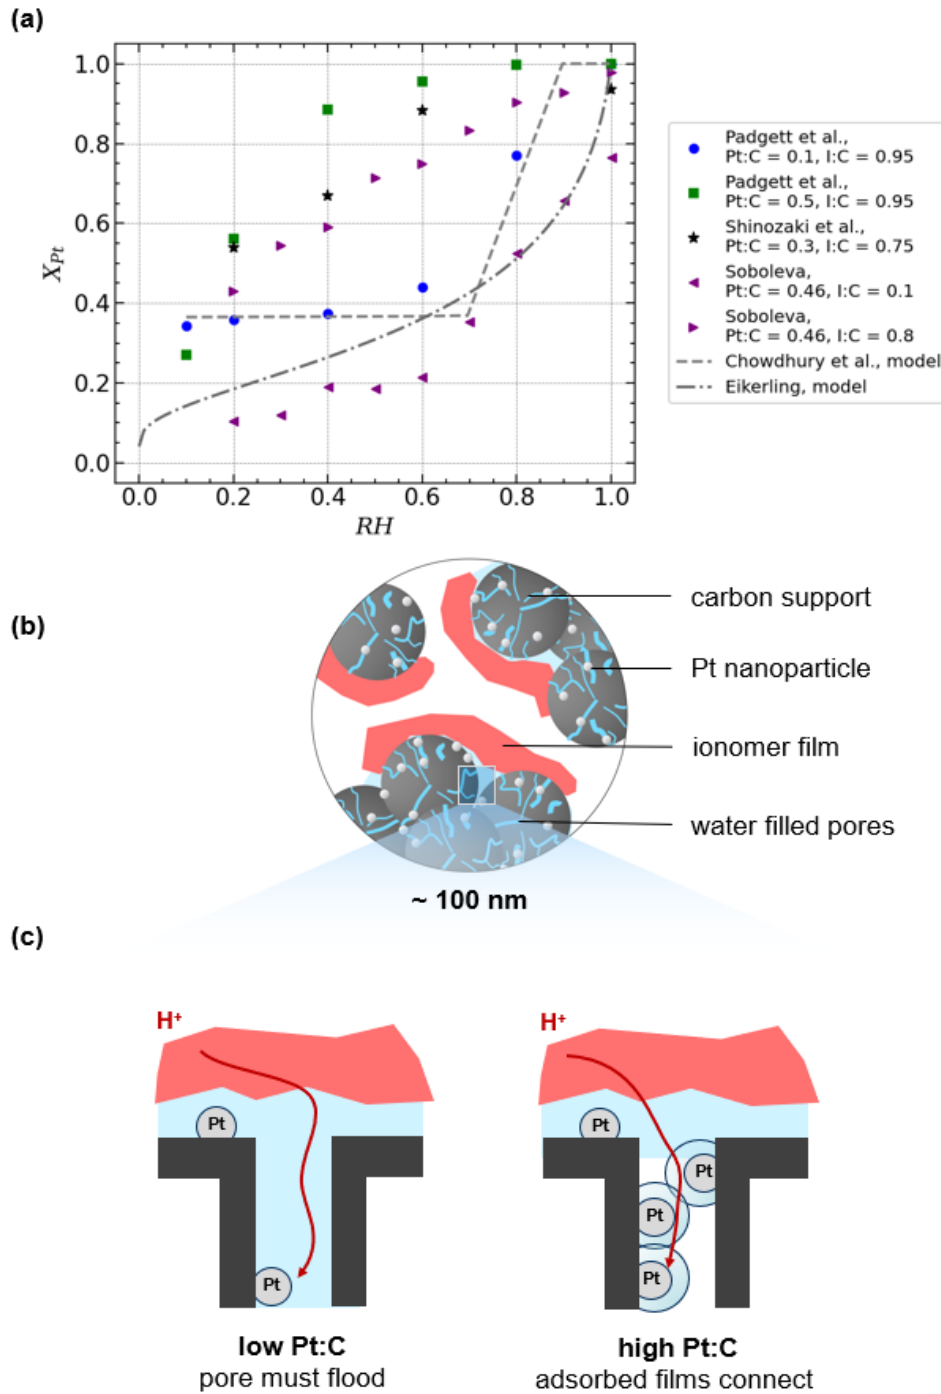 (a)
1.0
0.8
0.6
0.4
0.2
0.0
X_Pt
0.0 0.2 0.4 0.6 0.8 1.0
RH
Padgett et al.,
Pt:C = 0.1, I:C = 0.95
Padgett et al.,
Pt:C = 0.5, I:C = 0.95
Shinozaki et al.,
Pt:C = 0.3, I:C = 0.75
Soboleva,
Pt:C = 0.46, I:C = 0.1
Soboleva,
Pt:C = 0.46, I:C = 0.8
Chowdhury et al., model
Eikerling, model
(b)
carbon support
Pt nanoparticle
ionomer film
water filled pores
~ 100 nm
(c)
H⁺
Pt
Pt
low Pt:C
pore must flood
H⁺
Pt
Pt
Pt
Pt
high Pt:C
adsorbed films connect